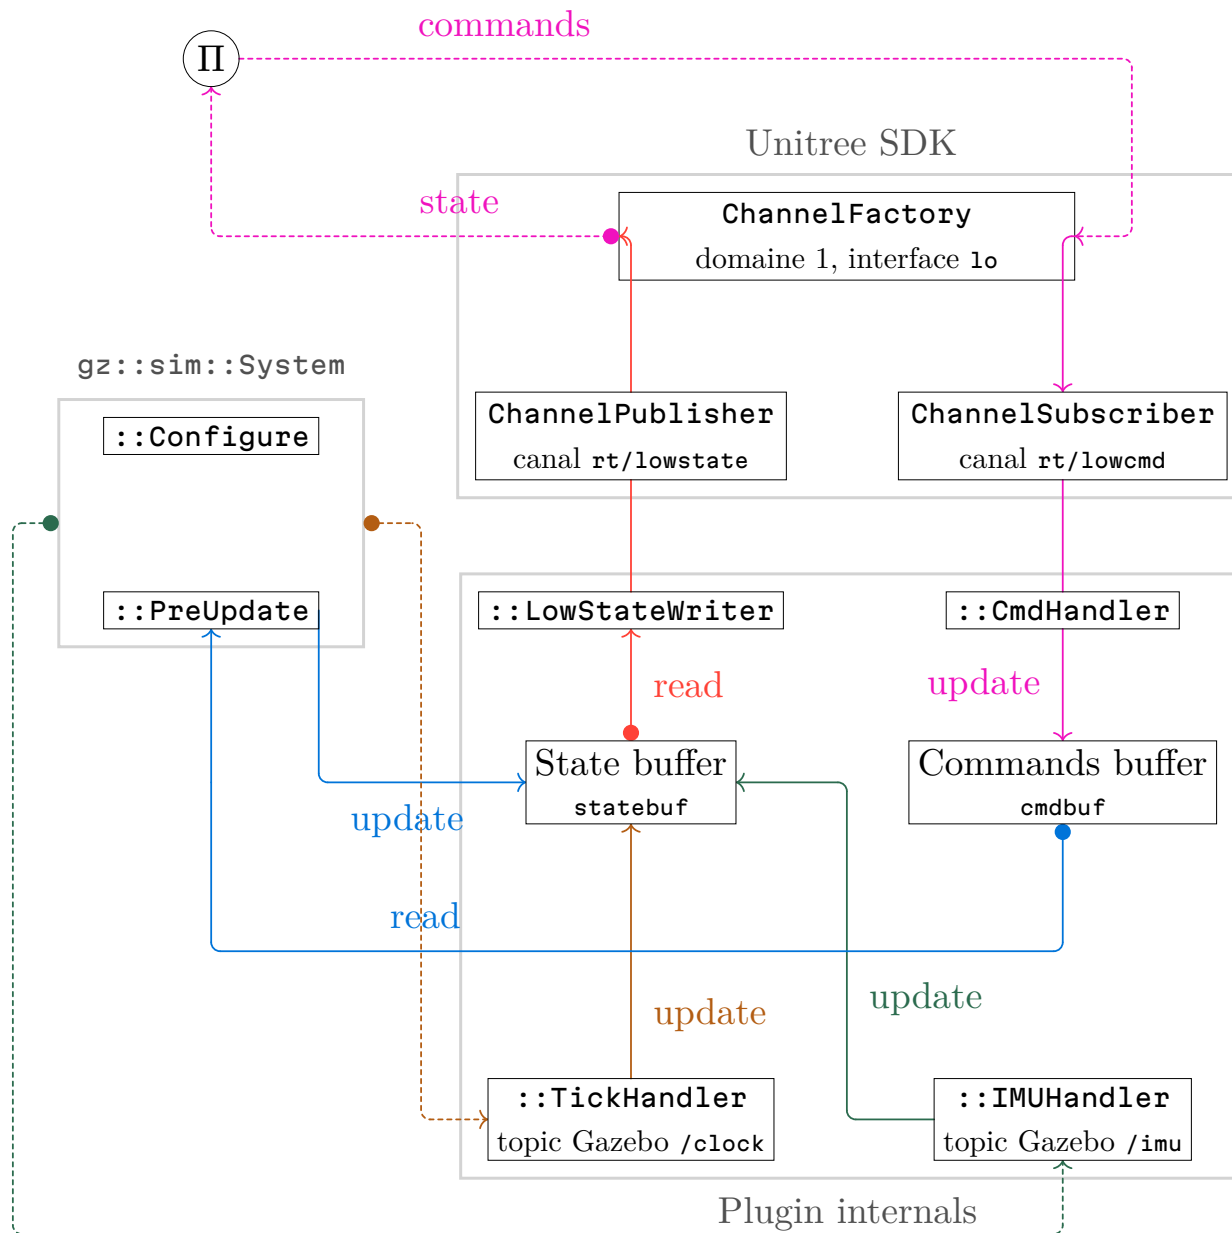 commands
Π
Unitree SDK
state
ChannelFactory
domaine 1, interface lo
gz::sim::System
::Configure
ChannelPublisher
canal rt/lowstate
ChannelSubscriber
canal rt/lowcmd
::PreUpdate
::LowStateWriter
::CmdHandler
read
update
State buffer
statebuf
Commands buffer
cmdbuf
update
read
update
update
::TickHandler
topic Gazebo /clock
::IMUHandler
topic Gazebo /imu
Plugin internals